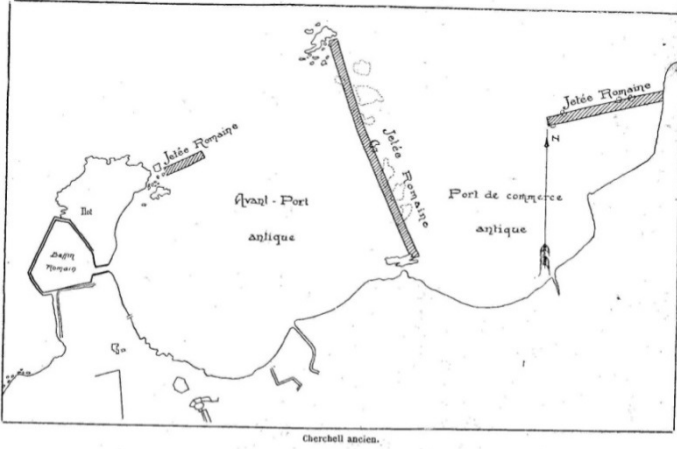 Jetée Romaine
Jetée Romaine
N
Jetée Romaine
Port de commerce
antique
Avant-Port
antique
Ilot
Bassin
Romain
Cherchell ancien.